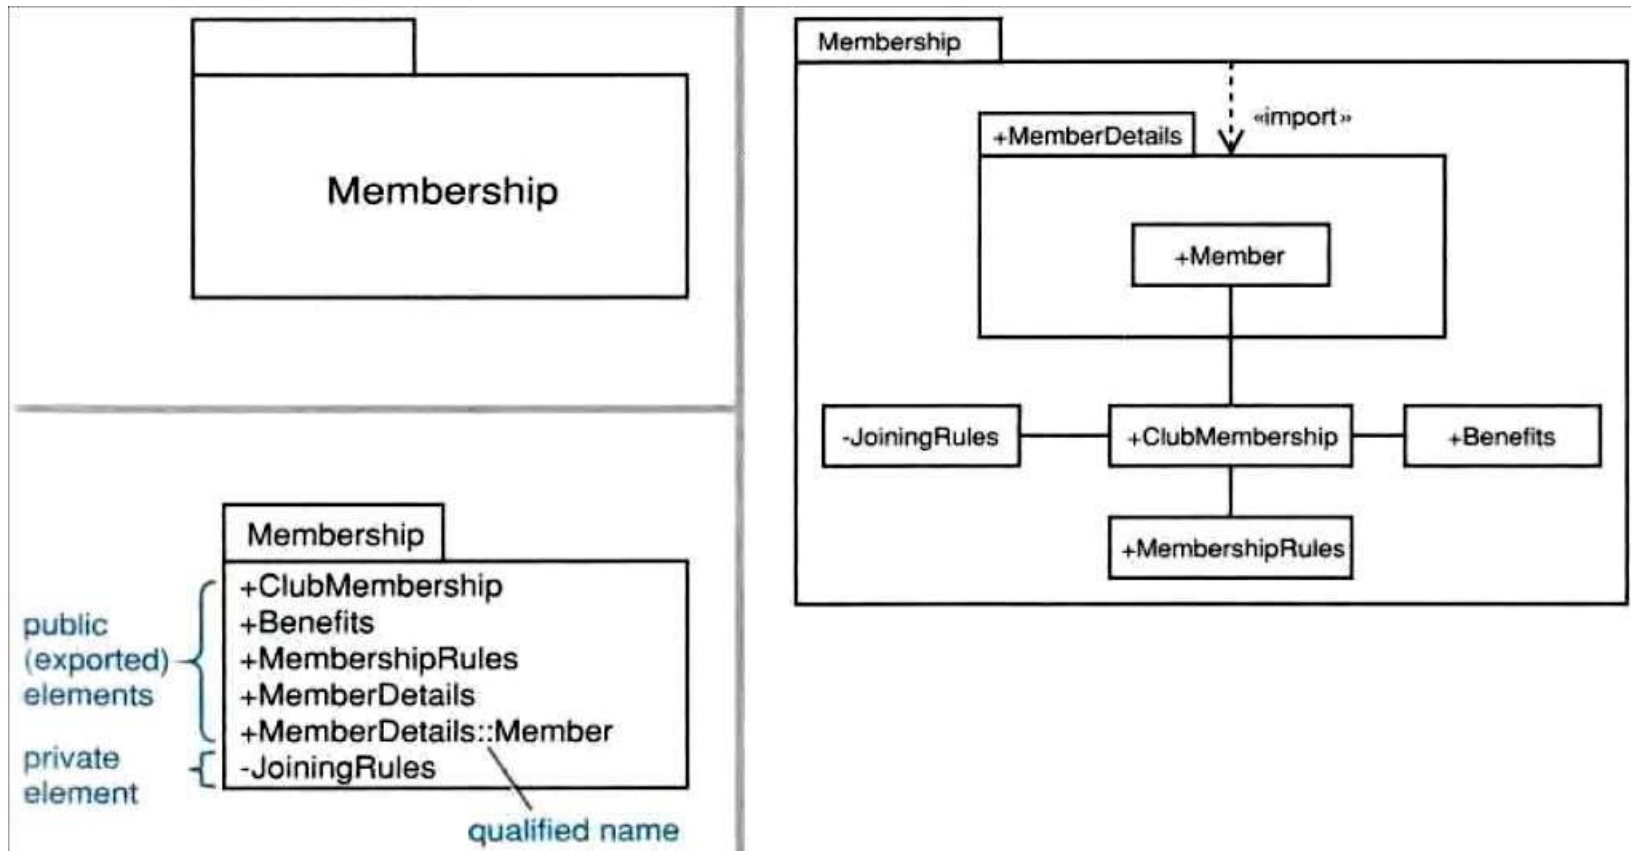 Membership
Membership
+ClubMembership
+Benefits
+MembershipRules
+MemberDetails
+MemberDetails::Member
-JoiningRules
public
(exported)
elements
private
element
qualified name
Membership
«import»
+MemberDetails
+Member
-JoiningRules
+ClubMembership
+Benefits
+MembershipRules